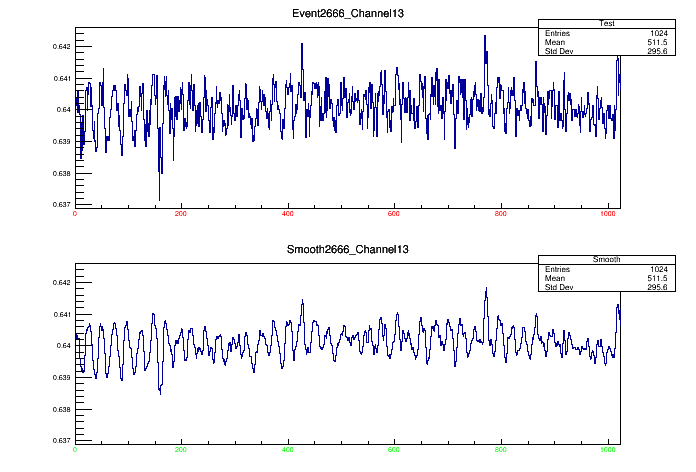 Event2666_Channel13
Test
Entries 1024
Mean 511.5
Std Dev 295.6
0.642
0.641
0.64
0.639
0.638
0.637
0 200 400 600 800 1000
Smooth2666_Channel13
Smooth
Entries 1024
Mean 511.5
Std Dev 295.6
0.642
0.641
0.64
0.639
0.638
0.637
0 200 400 600 800 1000